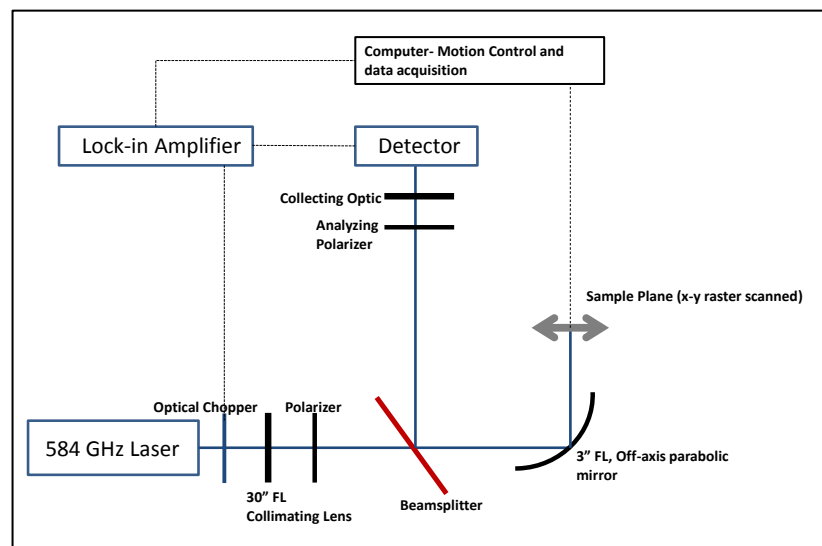 Computer- Motion Control and
data acquisition
Lock-in Amplifier
Detector
Collecting Optic
Analyzing
Polarizer
Sample Plane (x-y raster scanned)
Optical Chopper
Polarizer
584 GHz Laser
30” FL
Collimating Lens
Beamsplitter
3” FL, Off-axis parabolic
mirror